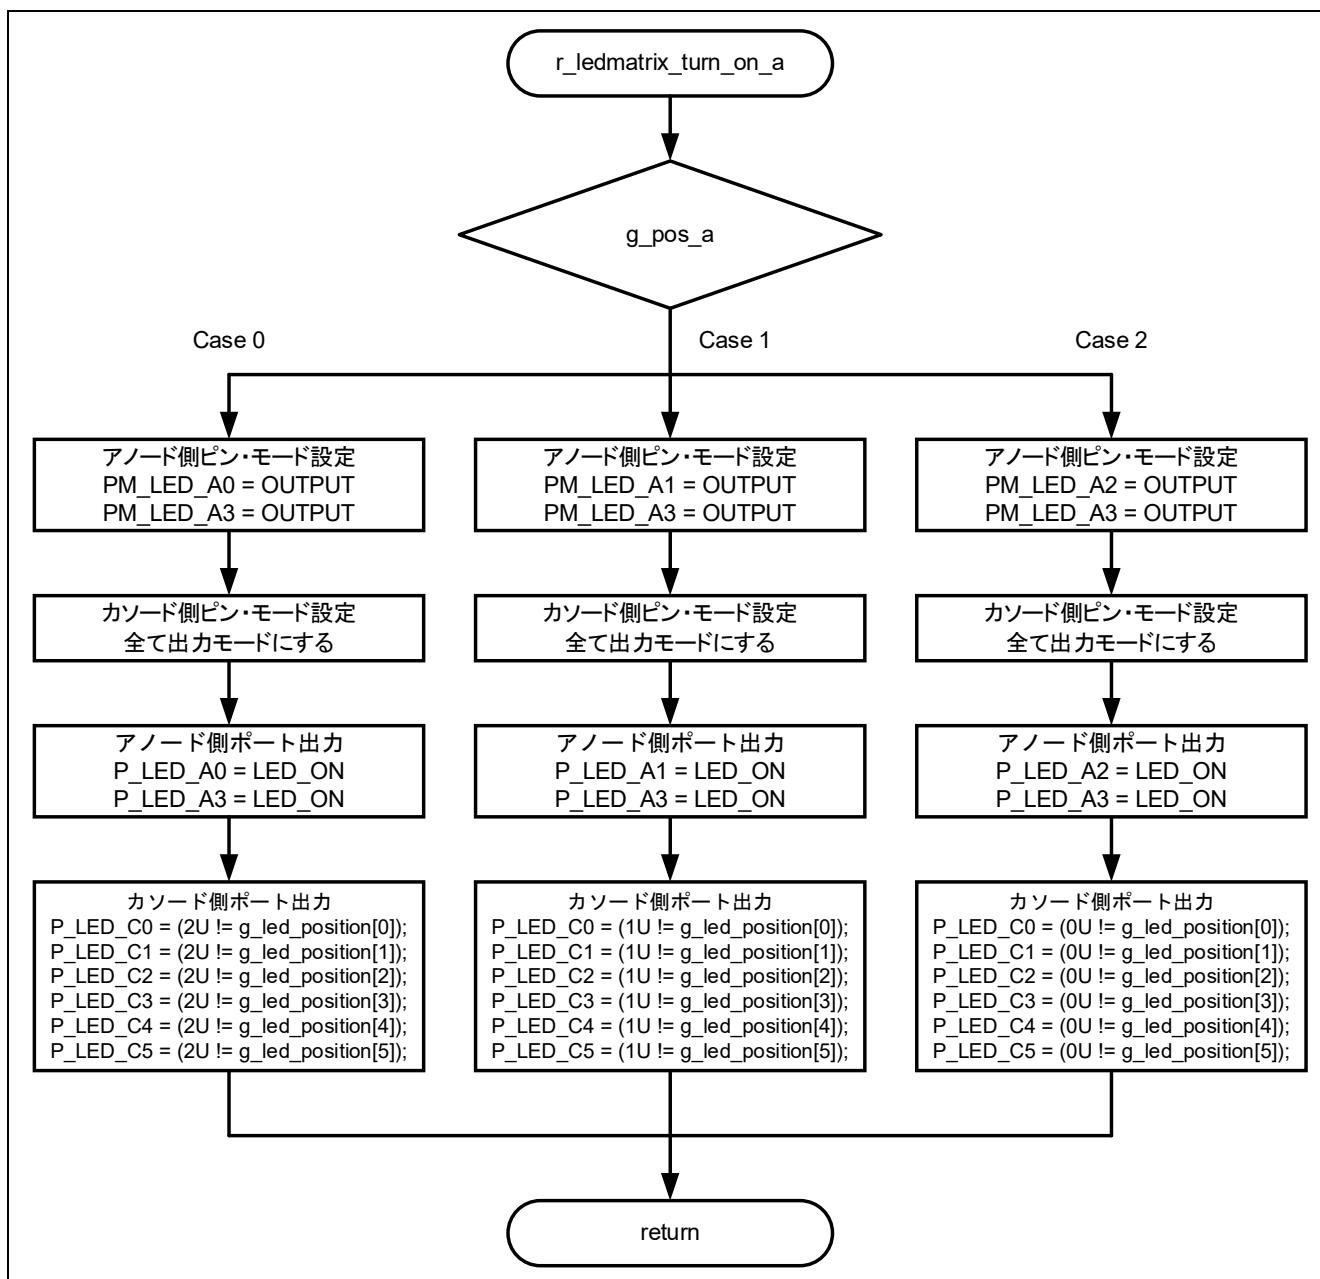 r_ledmatrix_turn_on_a
g_pos_a
Case 0
Case 1
Case 2
アノード側ピン・モード設定
PM_LED_A0 = OUTPUT
PM_LED_A3 = OUTPUT
アノード側ピン・モード設定
PM_LED_A1 = OUTPUT
PM_LED_A3 = OUTPUT
アノード側ピン・モード設定
PM_LED_A2 = OUTPUT
PM_LED_A3 = OUTPUT
カソード側ピン・モード設定
全て出力モードにする
カソード側ピン・モード設定
全て出力モードにする
カソード側ピン・モード設定
全て出力モードにする
アノード側ポート出力
P_LED_A0 = LED_ON
P_LED_A3 = LED_ON
アノード側ポート出力
P_LED_A1 = LED_ON
P_LED_A3 = LED_ON
アノード側ポート出力
P_LED_A2 = LED_ON
P_LED_A3 = LED_ON
カソード側ポート出力
P_LED_C0 = (2U != g_led_position[0]);
P_LED_C1 = (2U != g_led_position[1]);
P_LED_C2 = (2U != g_led_position[2]);
P_LED_C3 = (2U != g_led_position[3]);
P_LED_C4 = (2U != g_led_position[4]);
P_LED_C5 = (2U != g_led_position[5]);
カソード側ポート出力
P_LED_C0 = (1U != g_led_position[0]);
P_LED_C1 = (1U != g_led_position[1]);
P_LED_C2 = (1U != g_led_position[2]);
P_LED_C3 = (1U != g_led_position[3]);
P_LED_C4 = (1U != g_led_position[4]);
P_LED_C5 = (1U != g_led_position[5]);
カソード側ポート出力
P_LED_C0 = (0U != g_led_position[0]);
P_LED_C1 = (0U != g_led_position[1]);
P_LED_C2 = (0U != g_led_position[2]);
P_LED_C3 = (0U != g_led_position[3]);
P_LED_C4 = (0U != g_led_position[4]);
P_LED_C5 = (0U != g_led_position[5]);
return